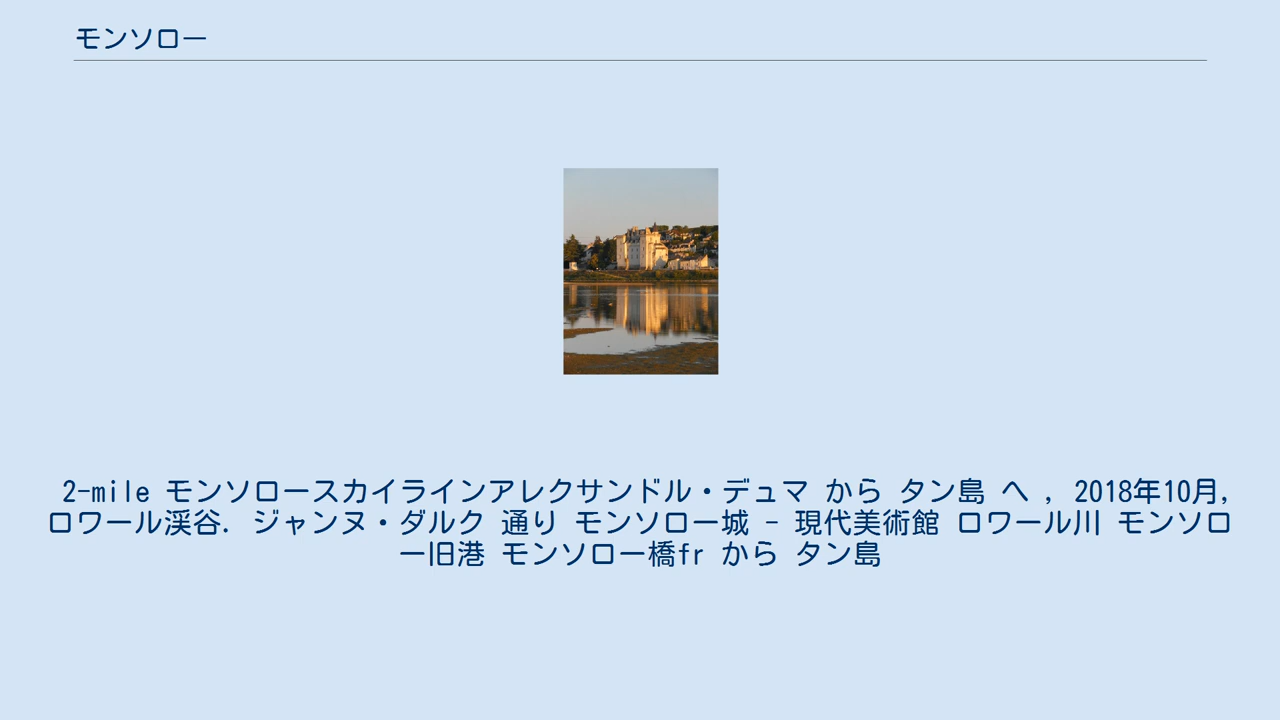 モンソロー
2-mile モンソロースカイラインアレクサンドル・デュマ から タン島 へ , 2018年10月,
ロワール渓谷. ジャンヌ・ダルク 通り モンソロー城 - 現代美術館 ロワール川 モンソロ
ー旧港 モンソロー橋fr から タン島